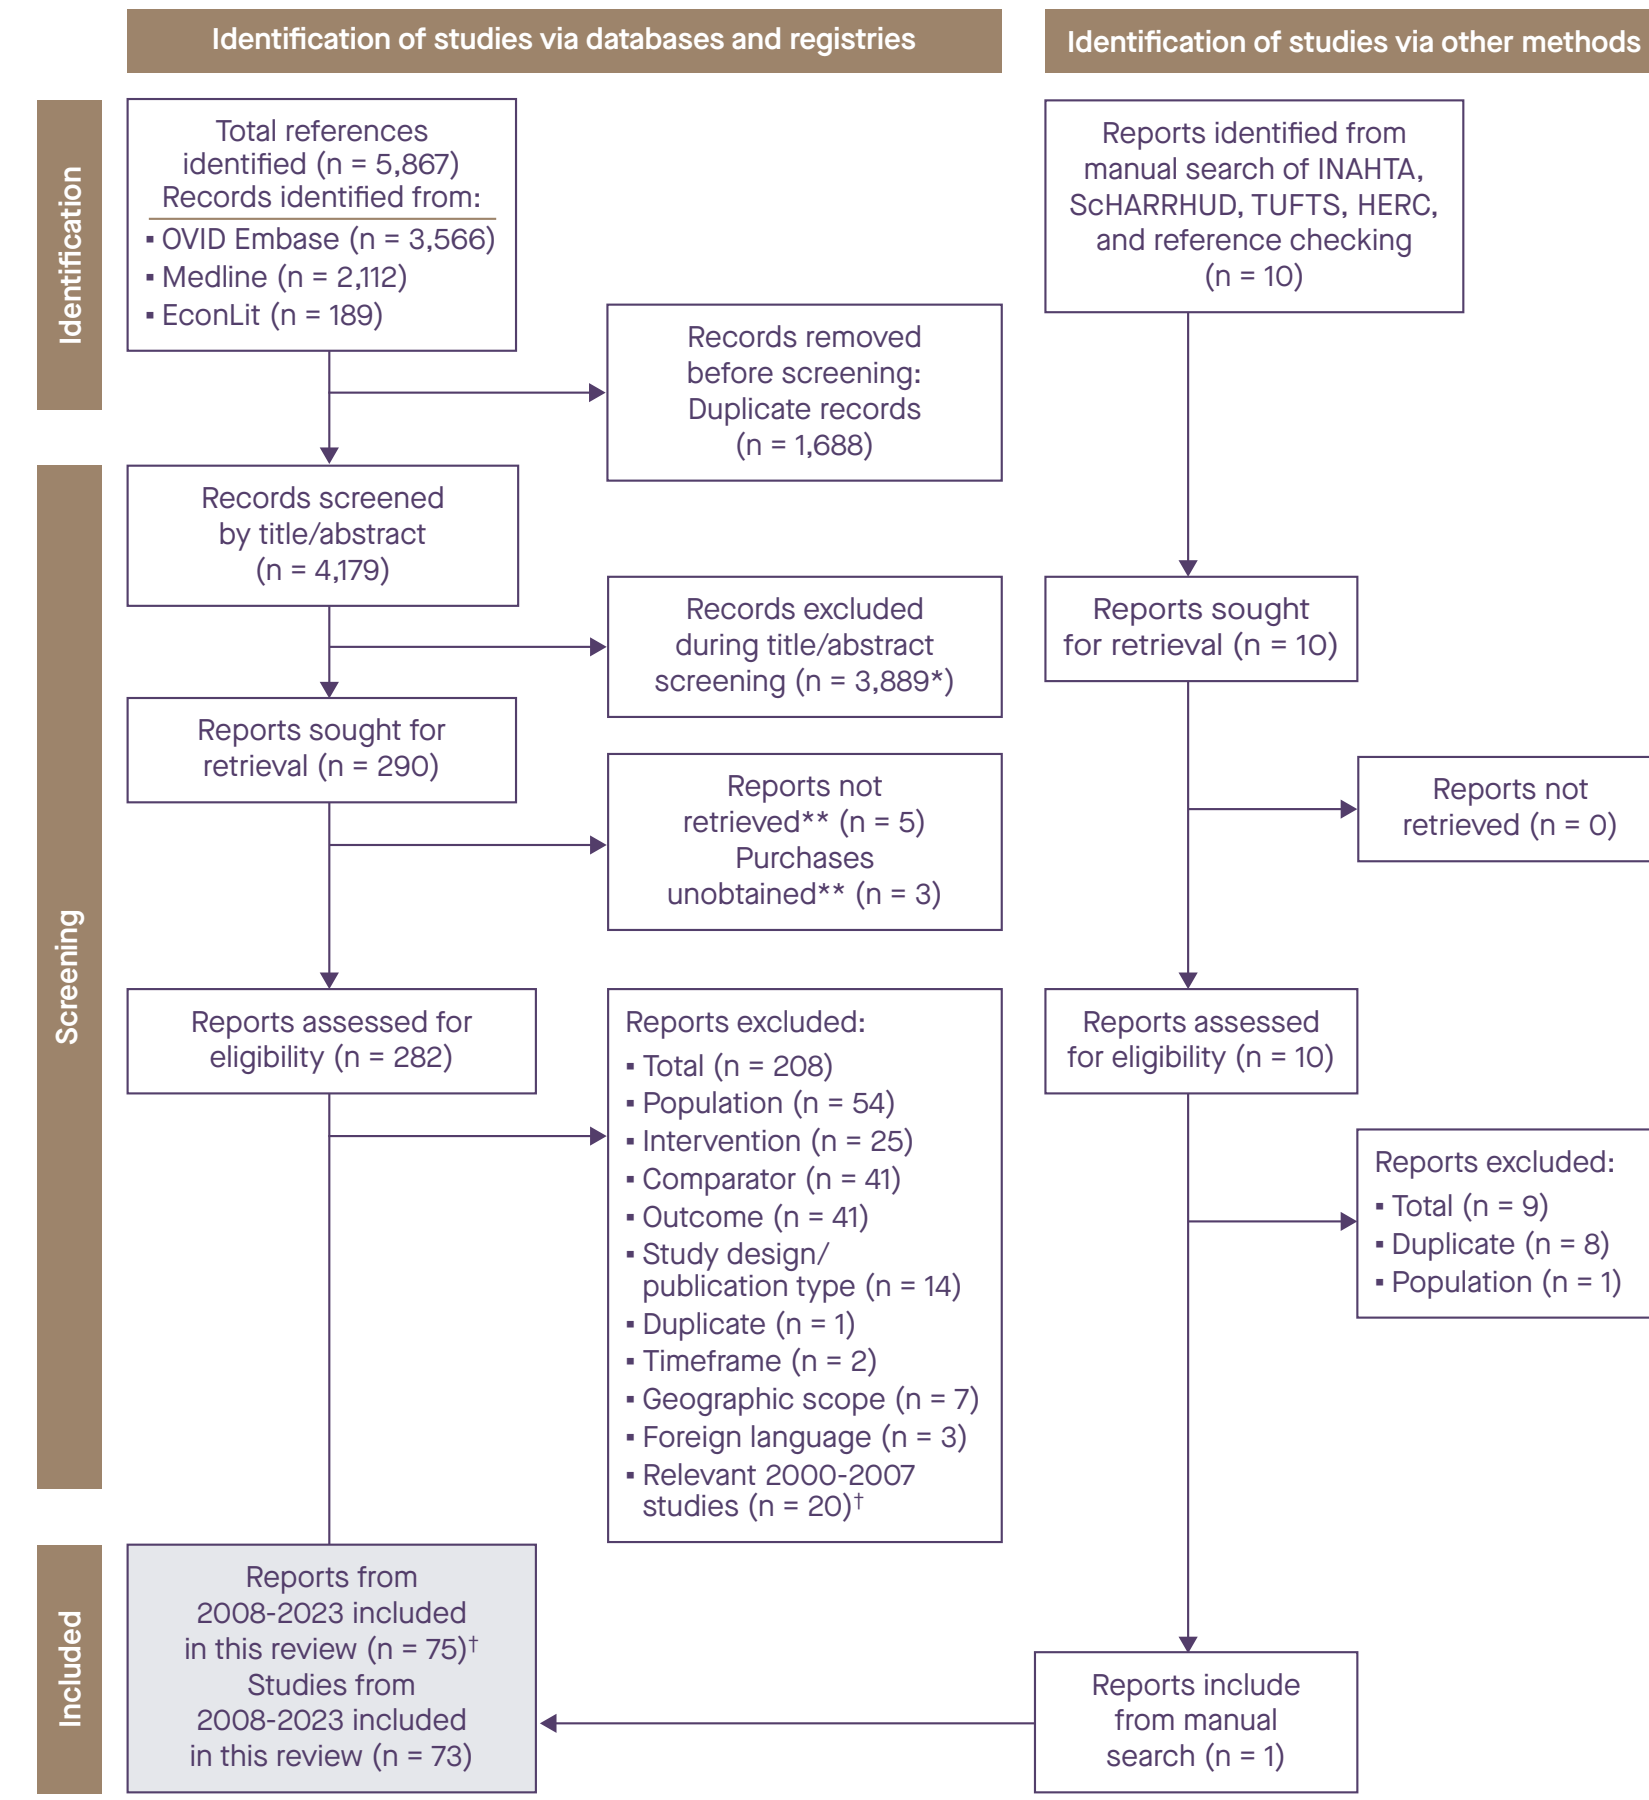 Identification of studies via databases and registries
Identification of studies via other methods
Identification
Total references
identified (n = 5,867)
Records identified from:
▪ OVID Embase (n = 3,566)
▪ Medline (n = 2,112)
▪ EconLit (n = 189)
Reports identified from
manual search of INAHTA,
ScHARRHUD, TUFTS, HERC,
and reference checking
(n = 10)
Records removed
before screening:
Duplicate records
(n = 1,688)
Screening
Records screened
by title/abstract
(n = 4,179)
Records excluded
during title/abstract
screening (n = 3,889*)
Reports sought
for retrieval (n = 10)
Reports sought for
retrieval (n = 290)
Reports not
retrieved** (n = 5)
Purchases
unobtained** (n = 3)
Reports not
retrieved (n = 0)
Reports assessed for
eligibility (n = 282)
Reports excluded:
▪ Total (n = 208)
▪ Population (n = 54)
▪ Intervention (n = 25)
▪ Comparator (n = 41)
▪ Outcome (n = 41)
▪ Study design/
publication type (n = 14)
▪ Duplicate (n = 1)
▪ Timeframe (n = 2)
▪ Geographic scope (n = 7)
▪ Foreign language (n = 3)
▪ Relevant 2000-2007
studies (n = 20)†
Reports assessed
for eligibility (n = 10)
Reports excluded:
▪ Total (n = 9)
▪ Duplicate (n = 8)
▪ Population (n = 1)
Included
Reports from
2008-2023 included
in this review (n = 75)†
Studies from
2008-2023 included
in this review (n = 73)
Reports include
from manual
search (n = 1)